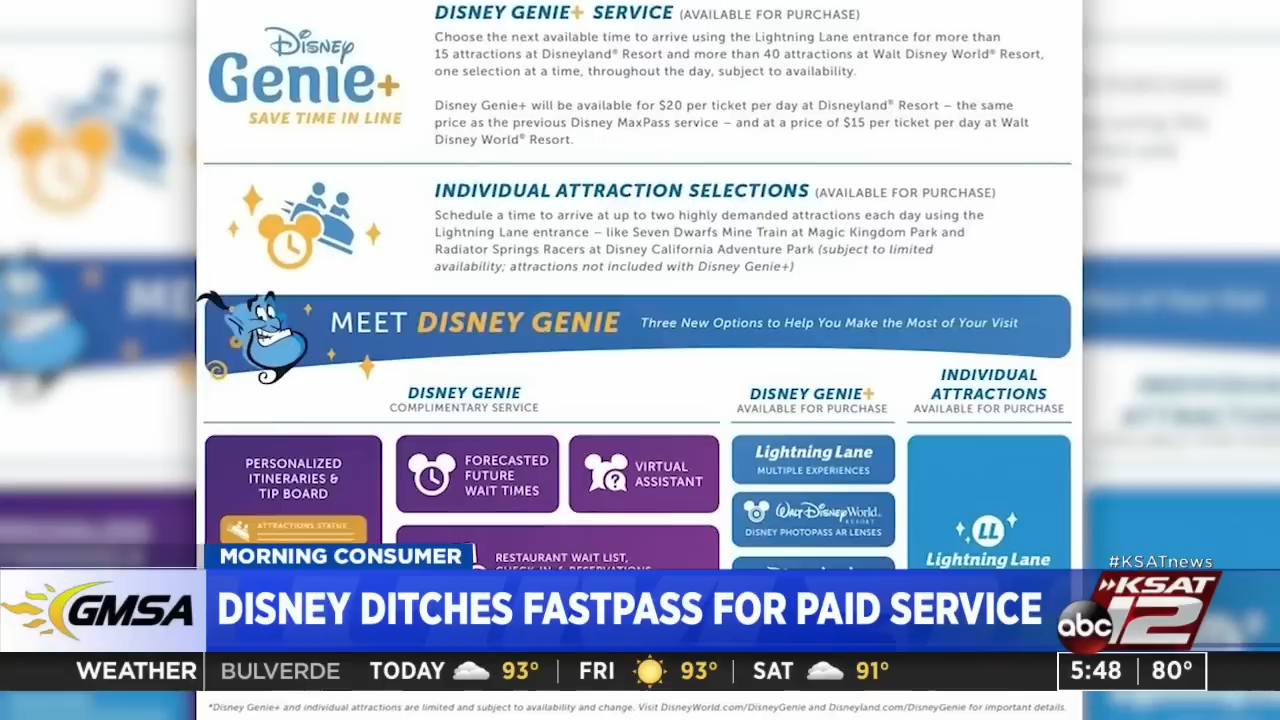 DISNEY GENIE+ SERVICE (AVAILABLE FOR PURCHASE)
Choose the next available time to arrive using the Lightning Lane entrance for more than
15 attractions at Disneyland® Resort and more than 40 attractions at Walt Disney World® Resort,
one selection at a time, throughout the day, subject to availability.
Disney Genie+ will be available for $20 per ticket per day at Disneyland® Resort – the same
price as the previous Disney MaxPass service – and at a price of $15 per ticket per day at Walt
Disney World® Resort.
Disney
Genie+
SAVE TIME IN LINE
INDIVIDUAL ATTRACTION SELECTIONS (AVAILABLE FOR PURCHASE)
Schedule a time to arrive at up to two highly demanded attractions each day using the
Lightning Lane entrance – like Seven Dwarfs Mine Train at Magic Kingdom Park and
Radiator Springs Racers at Disney California Adventure Park (subject to limited
availability; attractions not included with Disney Genie+)
MEET DISNEY GENIE Three New Options to Help You Make the Most of Your Visit
DISNEY GENIE
COMPLIMENTARY SERVICE
DISNEY GENIE+
AVAILABLE FOR PURCHASE
INDIVIDUAL
ATTRACTIONS
AVAILABLE FOR PURCHASE
PERSONALIZED
ITINERARIES &
TIP BOARD
ATTRACTIONS STATUS
FORECASTED
FUTURE
WAIT TIMES
VIRTUAL
ASSISTANT
RESTAURANT WAIT LIST,
Lightning Lane
MULTIPLE EXPERIENCES
Walt Disney World
RESORT
DISNEY PHOTOPASS AR LENSES
LL
Lightning Lane
MORNING CONSUMER
#KSATnews
GMSA
DISNEY DITCHES FASTPASS FOR PAID SERVICE
abc
KSAT
12
WEATHER BULVERDE TODAY 93° FRI 93° SAT 91° 5:48 80°
*Disney Genie+ and individual attractions are limited and subject to availability and change. Visit DisneyWorld.com/DisneyGenie and Disneyland.com/DisneyGenie for important details.